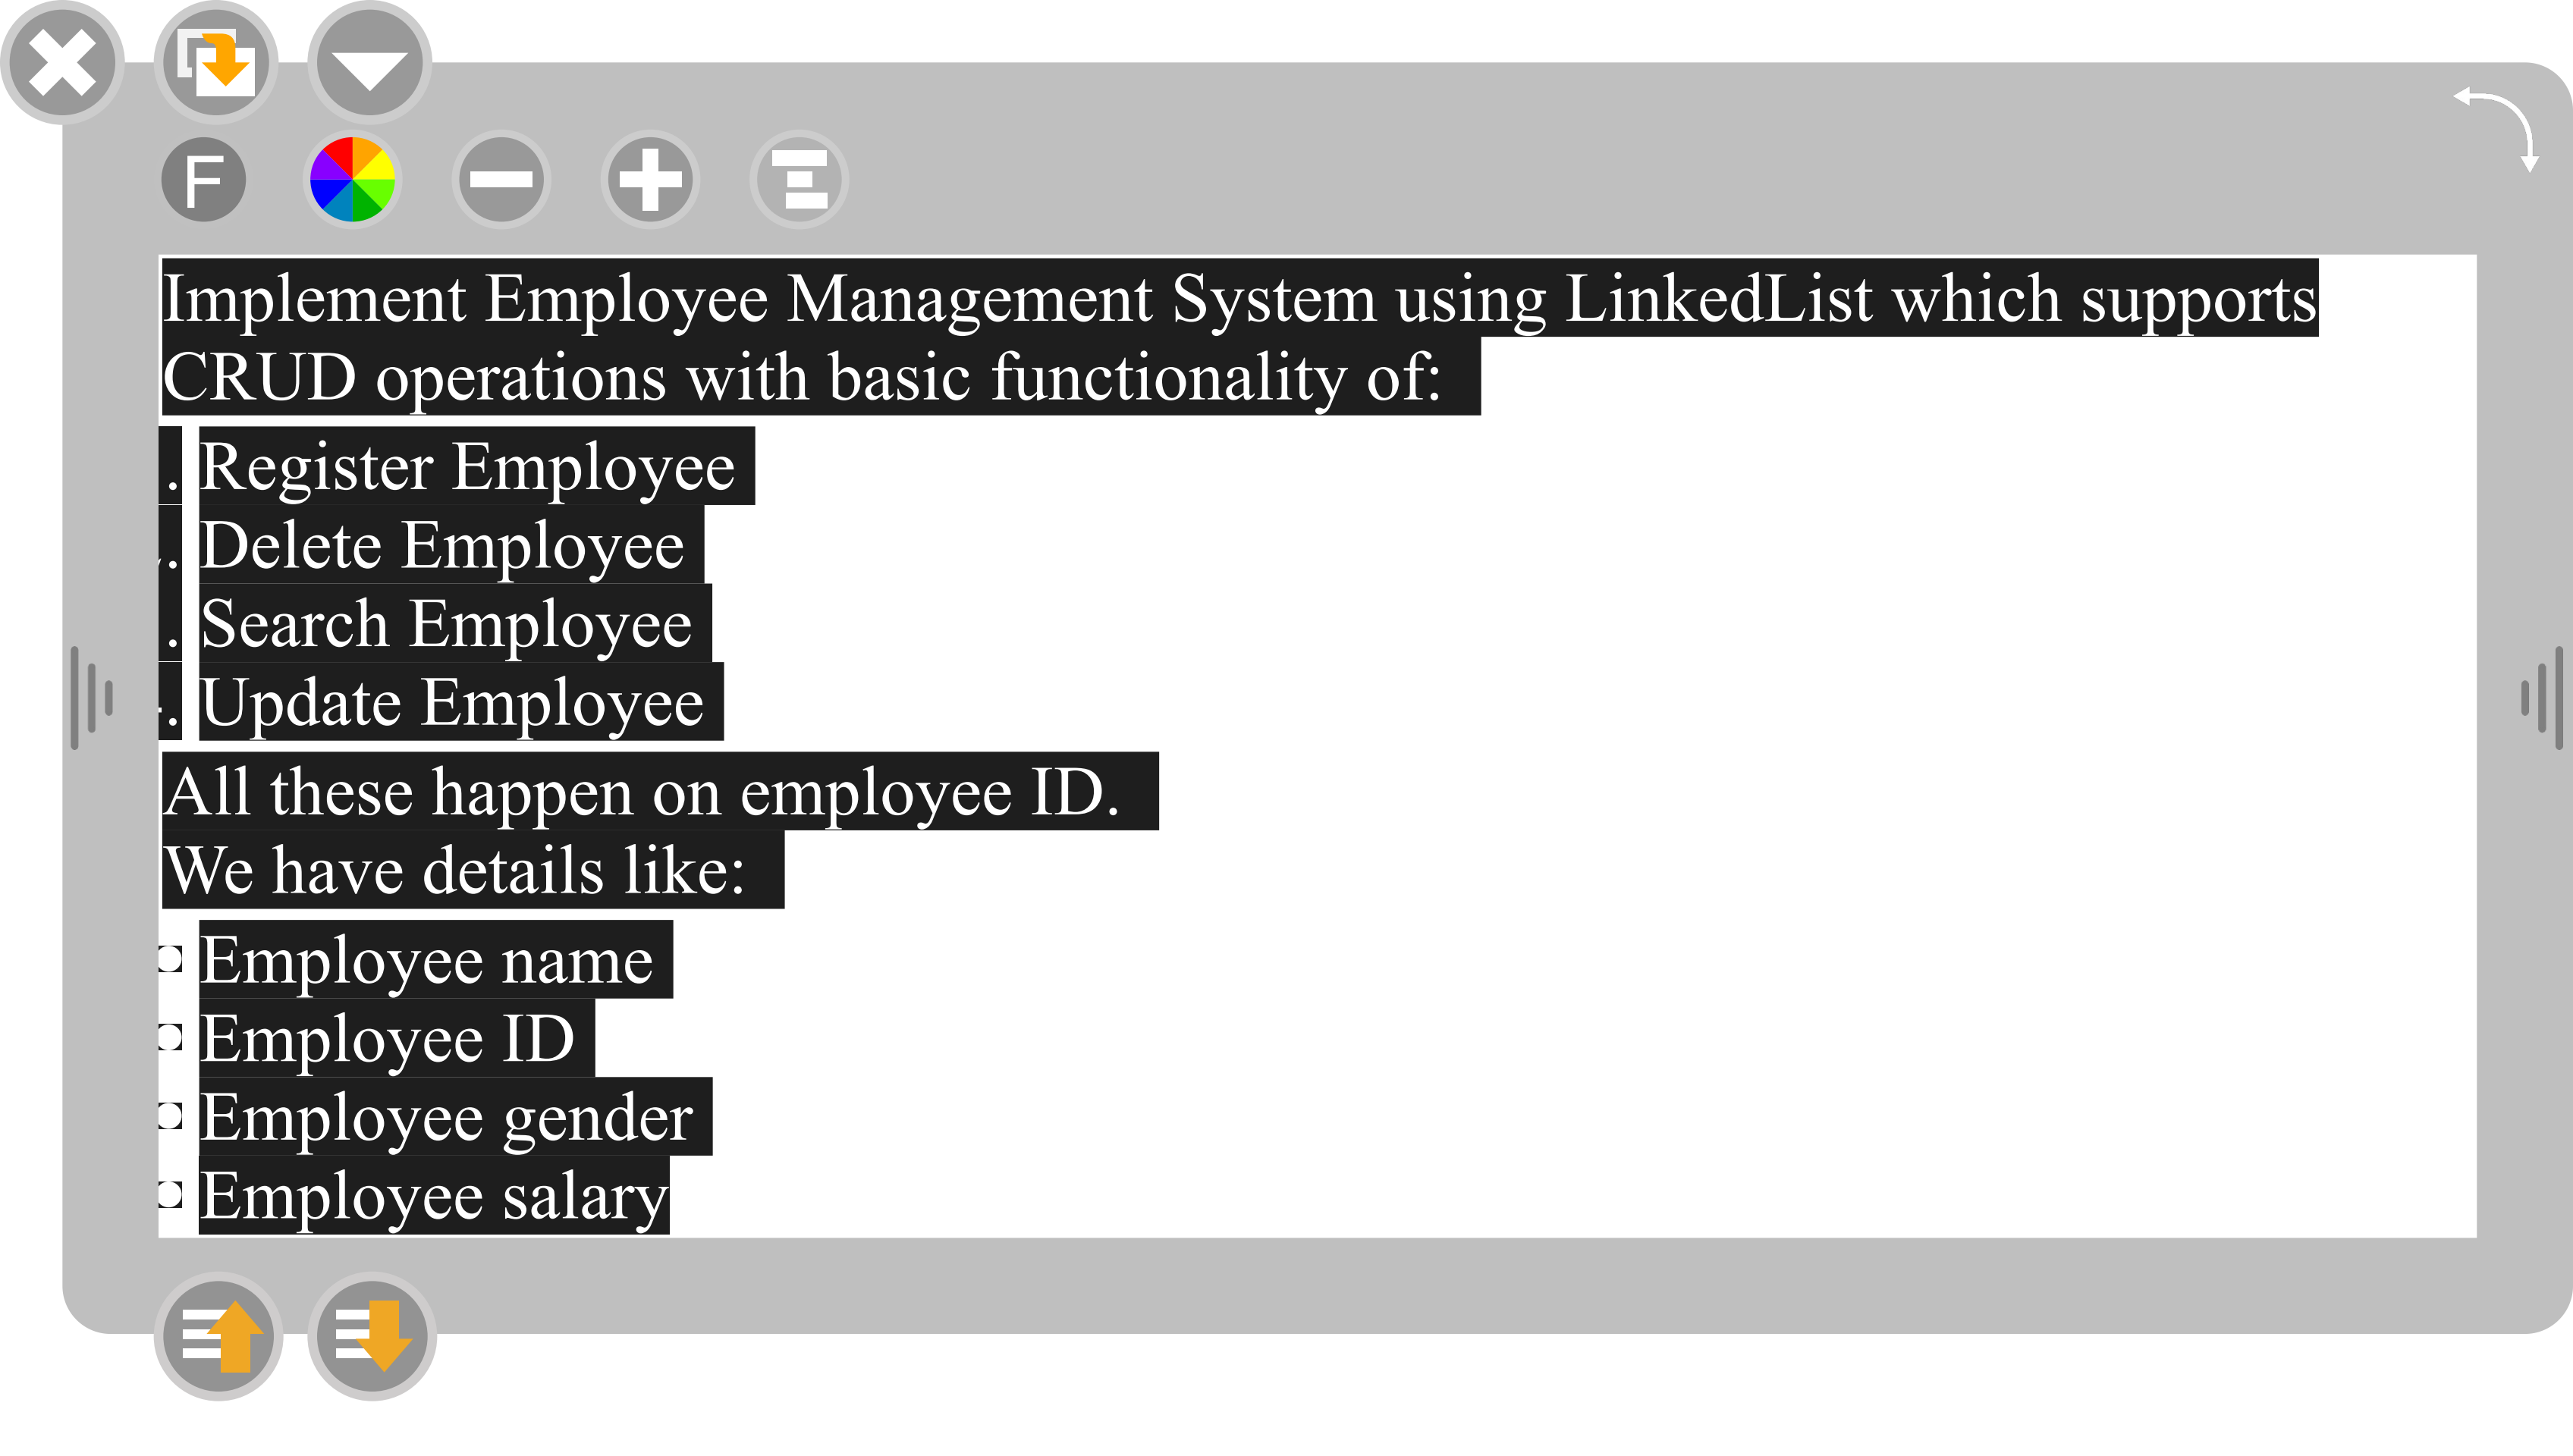 F
Implement Employee Management System using LinkedList which supports
CRUD operations with basic functionality of:
. Register Employee
. Delete Employee
. Search Employee
. Update Employee
All these happen on employee ID.
We have details like:
• Employee name
• Employee ID
• Employee gender
• Employee salary